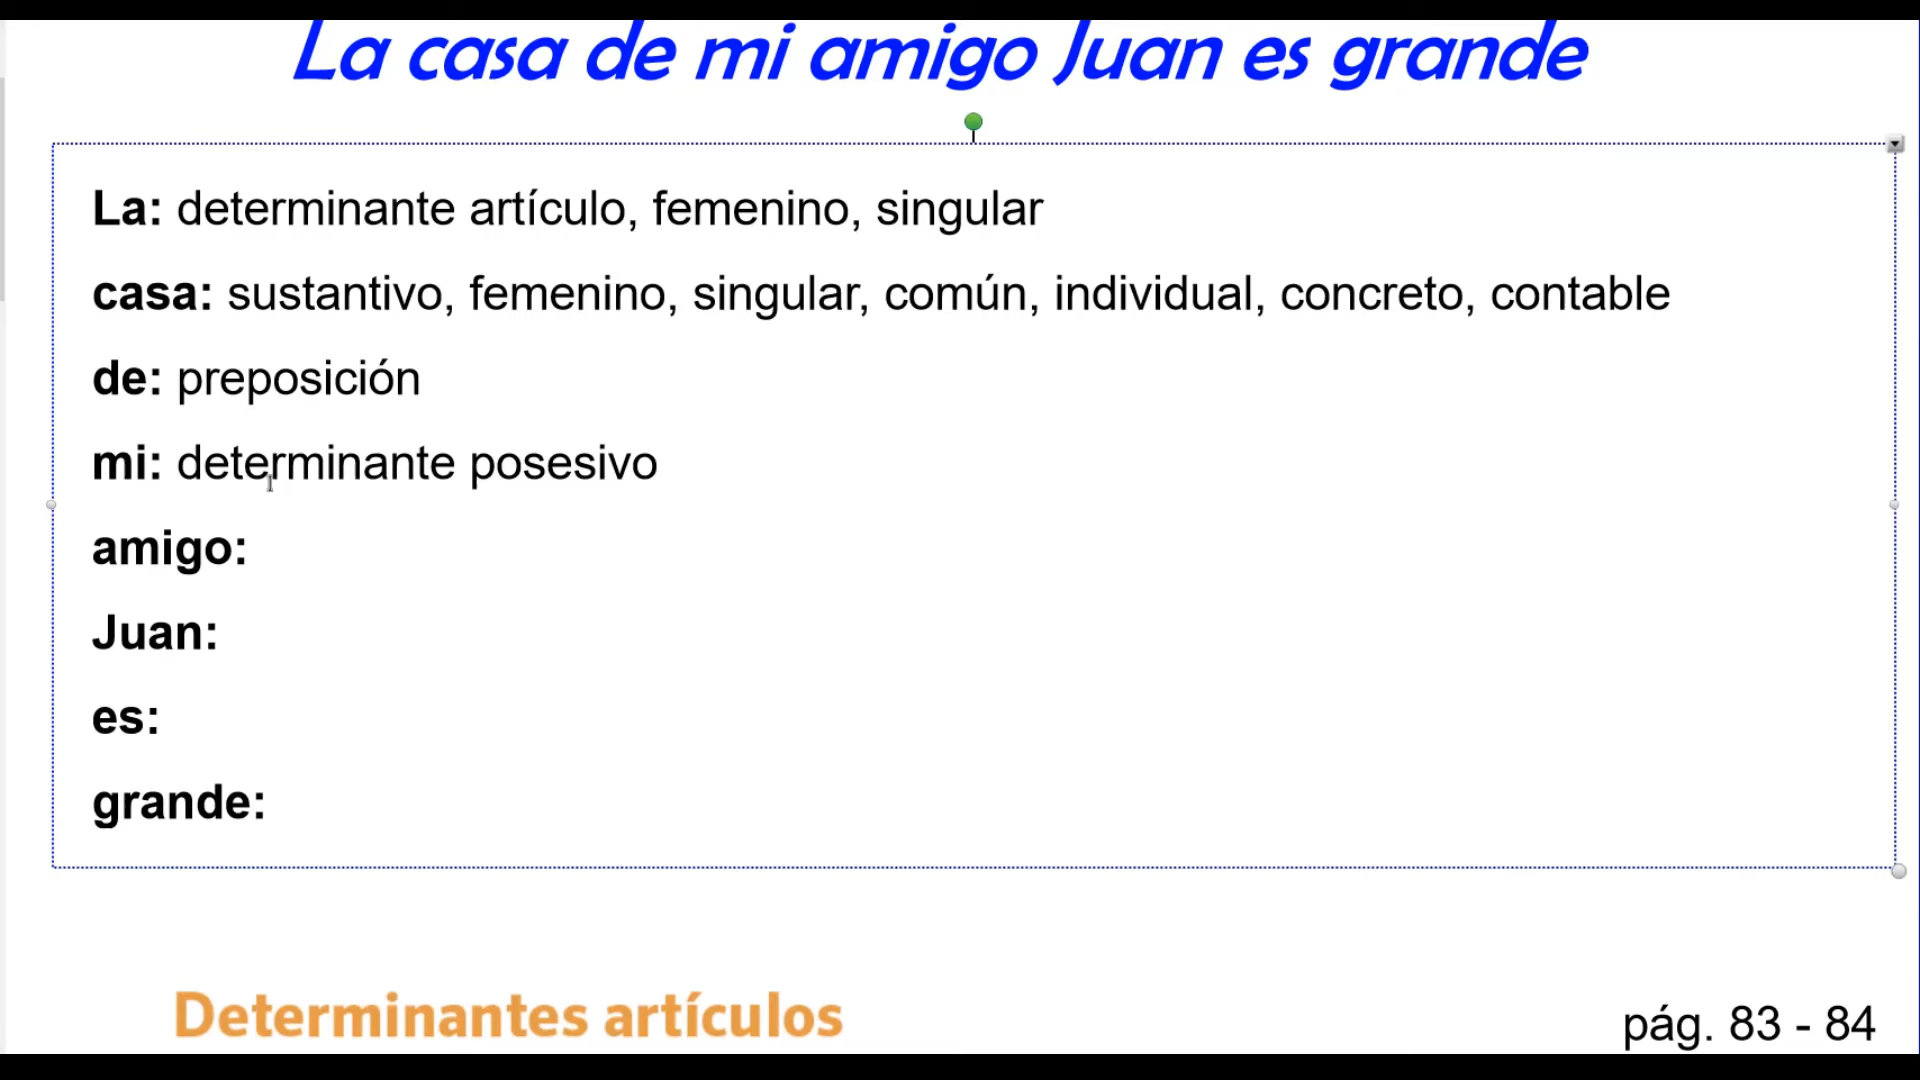 La casa de mi amigo Juan es grande
La: determinante artículo, femenino, singular
casa: sustantivo, femenino, singular, común, individual, concreto, contable
de: preposición
mi: determinante posesivo
amigo:
Juan:
es:
grande:
Determinantes artículos
pág. 83 - 84